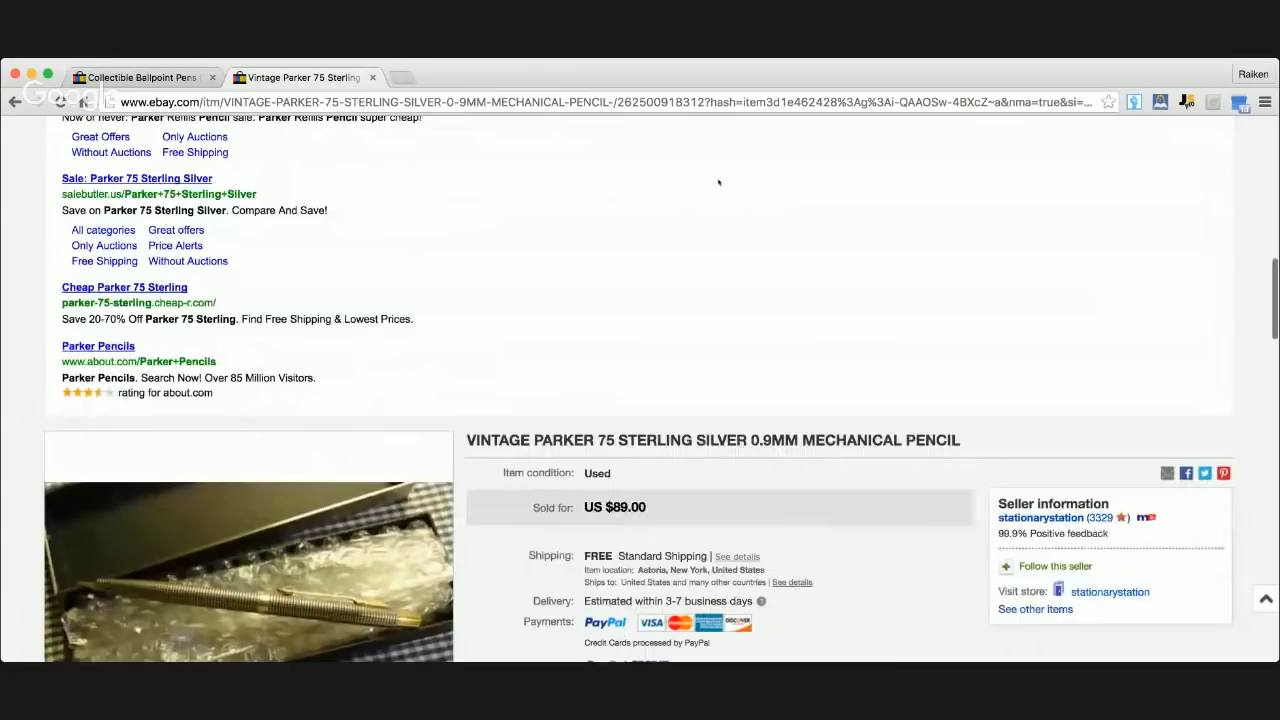 Collectible Ballpoint Pens
Vintage Parker 75 Sterling
Raiken
Google
www.ebay.com/itm/VINTAGE-PARKER-75-STERLING-SILVER-0-9MM-MECHANICAL-PENCIL-/262500918312?hash=item3d1e462428%3Ag%3Ai-QAAOSw-4BXcZ~a&nma=true&si=...
Now or never: Parker Refills Pencil sale. Parker Refills Pencil super cheap!
Great Offers Only Auctions
Without Auctions Free Shipping
Sale: Parker 75 Sterling Silver
salebutler.us/Parker+75+Sterling+Silver
Save on Parker 75 Sterling Silver. Compare And Save!
All categories Great offers
Only Auctions Price Alerts
Free Shipping Without Auctions
Cheap Parker 75 Sterling
parker-75-sterling.cheap-r.com/
Save 20-70% Off Parker 75 Sterling. Find Free Shipping & Lowest Prices.
Parker Pencils
www.about.com/Parker+Pencils
Parker Pencils. Search Now! Over 85 Million Visitors.
rating for about.com
VINTAGE PARKER 75 STERLING SILVER 0.9MM MECHANICAL PENCIL
Item condition: Used
Sold for: US $89.00
Shipping: FREE Standard Shipping | See details
Item location: Astoria, New York, United States
Ships to: United States and many other countries | See details
Delivery: Estimated within 3-7 business days
Payments: PayPal VISA MasterCard DISCOVER
Credit Cards processed by PayPal
Seller information
stationarystation (3329) me
99.9% Positive feedback
Follow this seller
Visit store: stationarystation
See other items